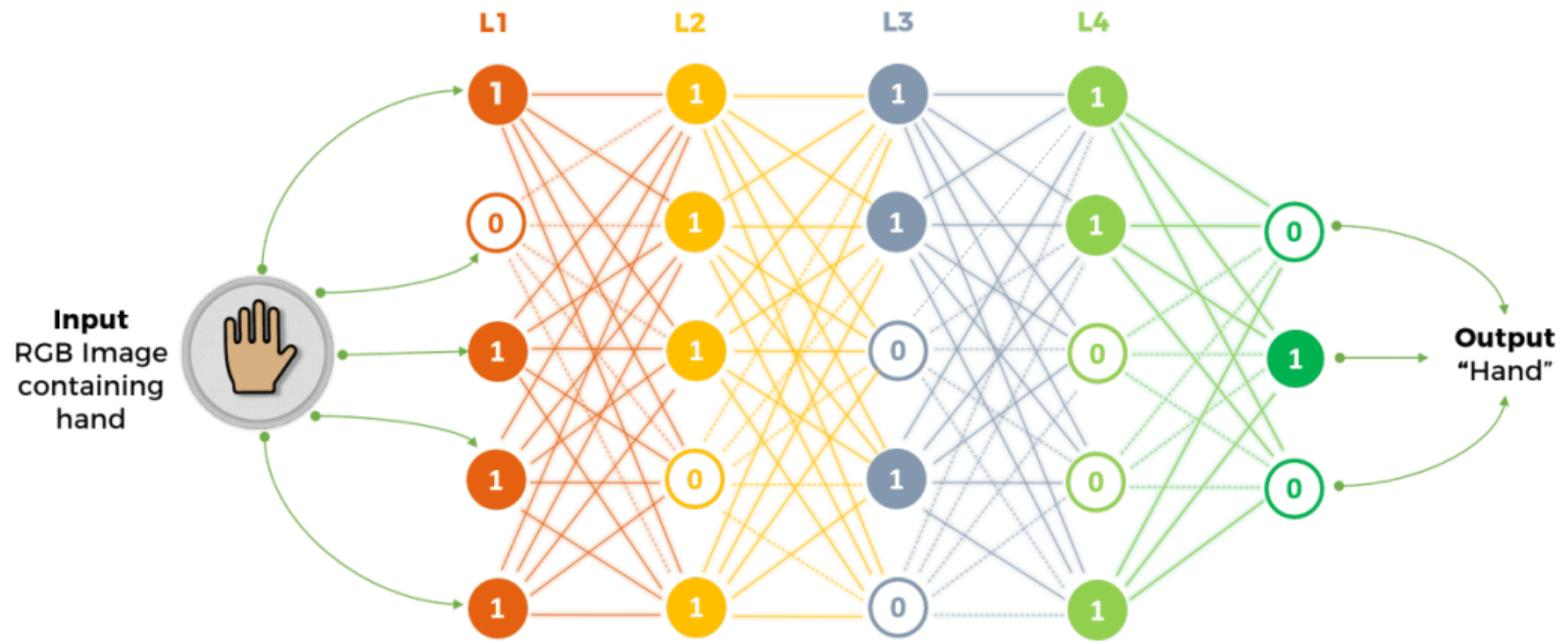 L1 L2 L3 L4
1 1 1 1
0 1 1 1 0
Input
RGB Image
containing
hand
1 1 0 0 1
Output
“Hand”
1 0 1 0 0
1 1 0 1